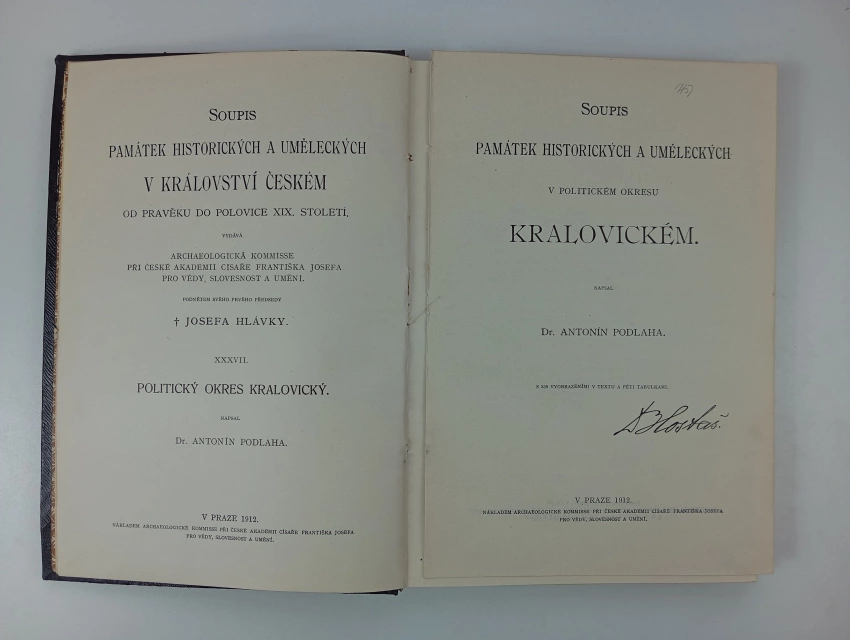 SOUPIS
PAMÁTEK HISTORICKÝCH A UMĚLECKÝCH
V KRÁLOVSTVÍ ČESKÉM
OD PRAVĚKU DO POLOVICE XIX. STOLETÍ,
VYDÁVÁ
ARCHAEOLOGICKÁ KOMMISSE
PŘI ČESKÉ AKADEMII CÍSAŘE FRANTIŠKA JOSEFA
PRO VĚDY, SLOVESNOST A UMĚNÍ.
PODNĚTEM SVÉHO PRVÉHO PŘEDSEDY
† JOSEFA HLÁVKY.
XXXVII.
POLITICKÝ OKRES KRALOVICKÝ.
NAPSAL
Dr. ANTONÍN PODLAHA.
V PRAZE 1912.
NÁKLADEM ARCHAEOLOGICKÉ KOMMISSE PŘI ČESKÉ AKADEMII CÍSAŘE FRANTIŠKA JOSEFA
PRO VĚDY, SLOVESNOST A UMĚNÍ.
SOUPIS
PAMÁTEK HISTORICKÝCH A UMĚLECKÝCH
V POLITICKÉM OKRESU
KRALOVICKÉM.
NAPSAL
Dr. ANTONÍN PODLAHA.
VYOBRAZENÍMI V TEXTU A PĚTI TABULKAMI.
Hostaš.
V PRAZE 1912.
NÁKLADEM ARCHAEOLOGICKÉ KOMMISSE PŘI ČESKÉ AKADEMII CÍSAŘE FRANTIŠKA JOSEFA
PRO VĚDY, SLOVESNOST A UMĚNÍ.